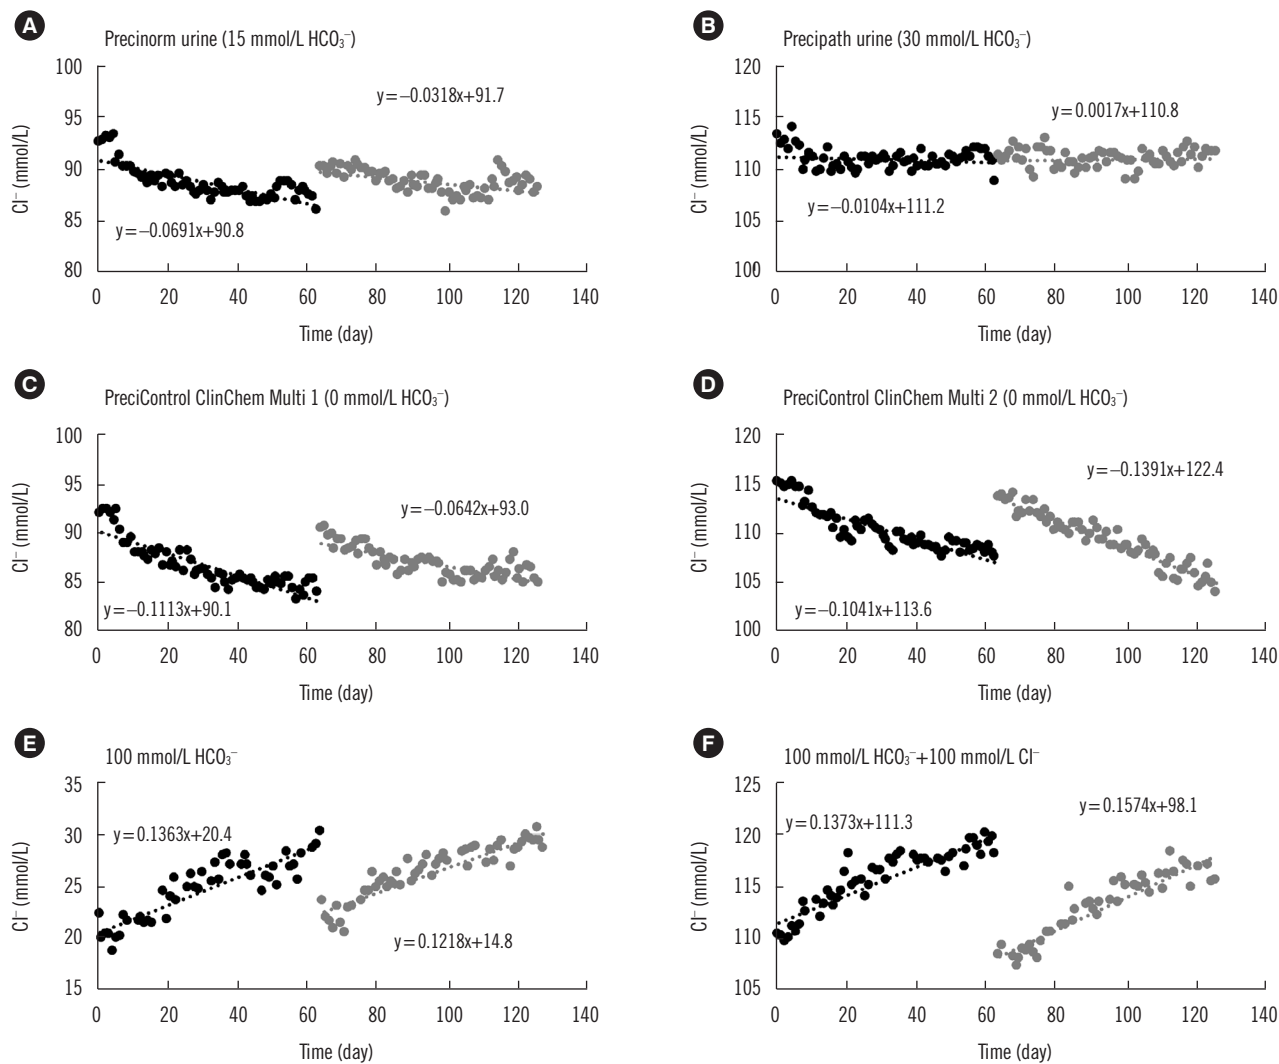 A
Precinorm urine (15 mmol/L HCO₃⁻)
100
95
90
85
80
Cl⁻ (mmol/L)
y=−0.0318x+91.7
y=−0.0691x+90.8
0 20 40 60 80 100 120 140
Time (day)
B
Precipath urine (30 mmol/L HCO₃⁻)
120
115
110
105
100
Cl⁻ (mmol/L)
y=0.0017x+110.8
y=−0.0104x+111.2
0 20 40 60 80 100 120 140
Time (day)
C
PreciControl ClinChem Multi 1 (0 mmol/L HCO₃⁻)
100
95
90
85
80
Cl⁻ (mmol/L)
y=−0.0642x+93.0
y=−0.1113x+90.1
0 20 40 60 80 100 120 140
Time (day)
D
PreciControl ClinChem Multi 2 (0 mmol/L HCO₃⁻)
120
115
110
105
100
Cl⁻ (mmol/L)
y=−0.1391x+122.4
y=−0.1041x+113.6
0 20 40 60 80 100 120 140
Time (day)
E
100 mmol/L HCO₃⁻
35
30
25
20
15
Cl⁻ (mmol/L)
y=0.1363x+20.4
y=0.1218x+14.8
0 20 40 60 80 100 120 140
Time (day)
F
100 mmol/L HCO₃⁻+100 mmol/L Cl⁻
125
120
115
110
105
Cl⁻ (mmol/L)
y=0.1574x+98.1
y=0.1373x+111.3
0 20 40 60 80 100 120 140
Time (day)